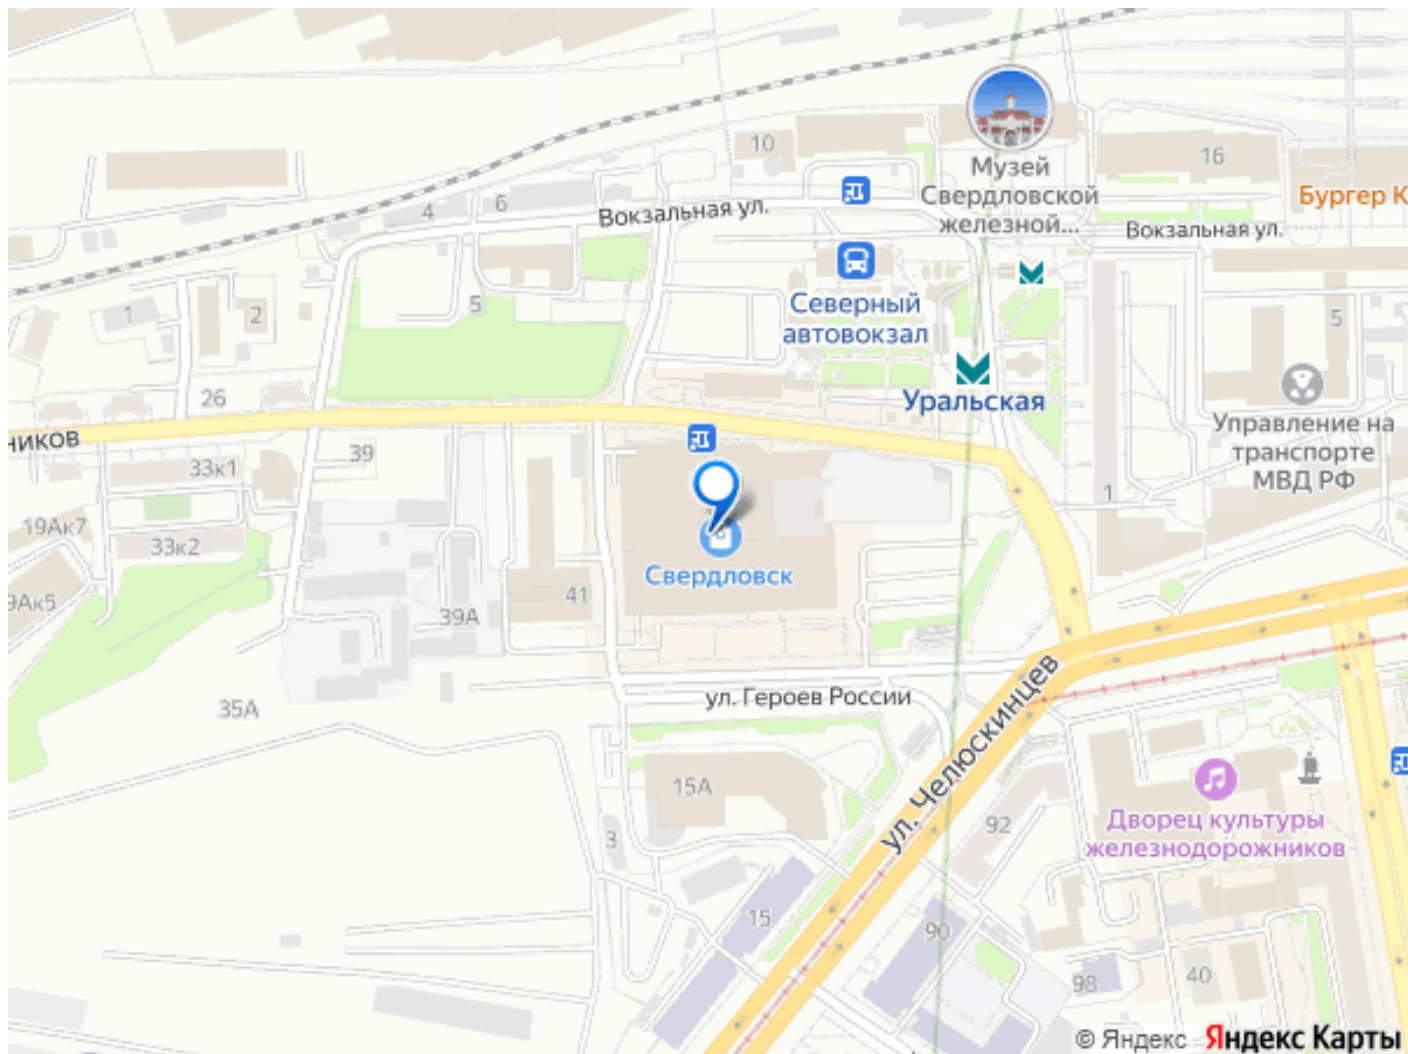 10
16
Музей
Свердловской
железной...
Бургер К
4
6
Вокзальная ул.
Вокзальная ул.
1
2
5
Северный
автовокзал
5
Уральская
26
Управление на
транспорте
МВД РФ
НИКОВ
33к1
39
1
19Ак7
33к2
Свердловск
9Ак5
41
39А
35А
ул. Героев России
ул. Челюскинцев
15А
3
92
Дворец культуры
железнодорожников
15
90
98
40
© Яндекс Яндекс Карты